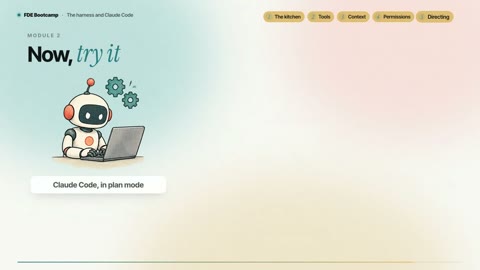 FDE Bootcamp · The harness and Claude Code
The kitchen
Tools
Context
Permissions
Directing
MODULE 2
Now, try it
Claude Code, in plan mode